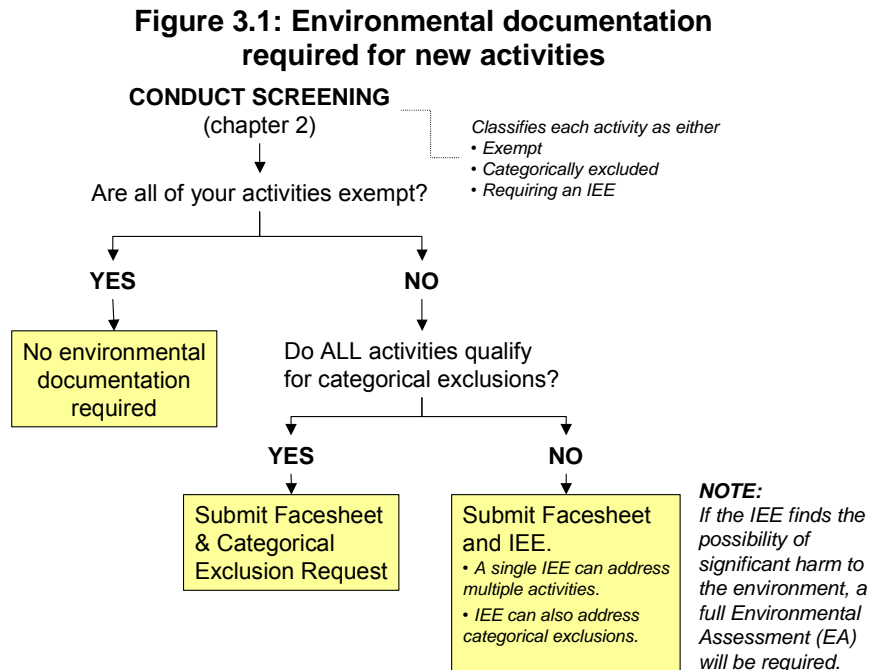 Figure 3.1: Environmental documentation
required for new activities
CONDUCT SCREENING
(chapter 2)
Classifies each activity as either
• Exempt
• Categorically excluded
• Requiring an IEE
Are all of your activities exempt?
YES
NO
No environmental
documentation
required
Do ALL activities qualify
for categorical exclusions?
YES
NO
Submit Facesheet
& Categorical
Exclusion Request
Submit Facesheet
and IEE.
• A single IEE can address
multiple activities.
• IEE can also address
categorical exclusions.
NOTE:
If the IEE finds the
possibility of
significant harm to
the environment, a
full Environmental
Assessment (EA)
will be required.